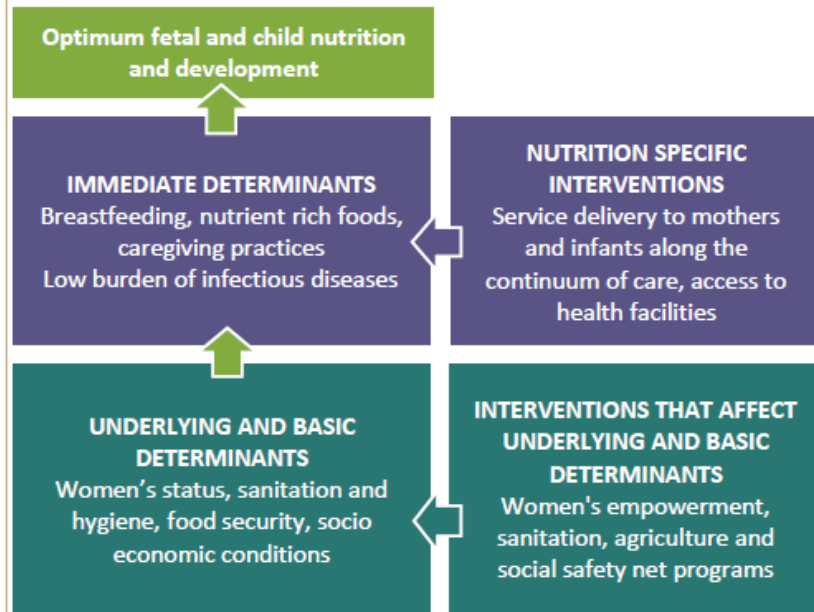 Optimum fetal and child nutrition
and development
IMMEDIATE DETERMINANTS
Breastfeeding, nutrient rich foods,
caregiving practices
Low burden of infectious diseases
NUTRITION SPECIFIC
INTERVENTIONS
Service delivery to mothers
and infants along the
continuum of care, access to
health facilities
UNDERLYING AND BASIC
DETERMINANTS
Women’s status, sanitation and
hygiene, food security, socio
economic conditions
INTERVENTIONS THAT AFFECT
UNDERLYING AND BASIC
DETERMINANTS
Women's empowerment,
sanitation, agriculture and
social safety net programs